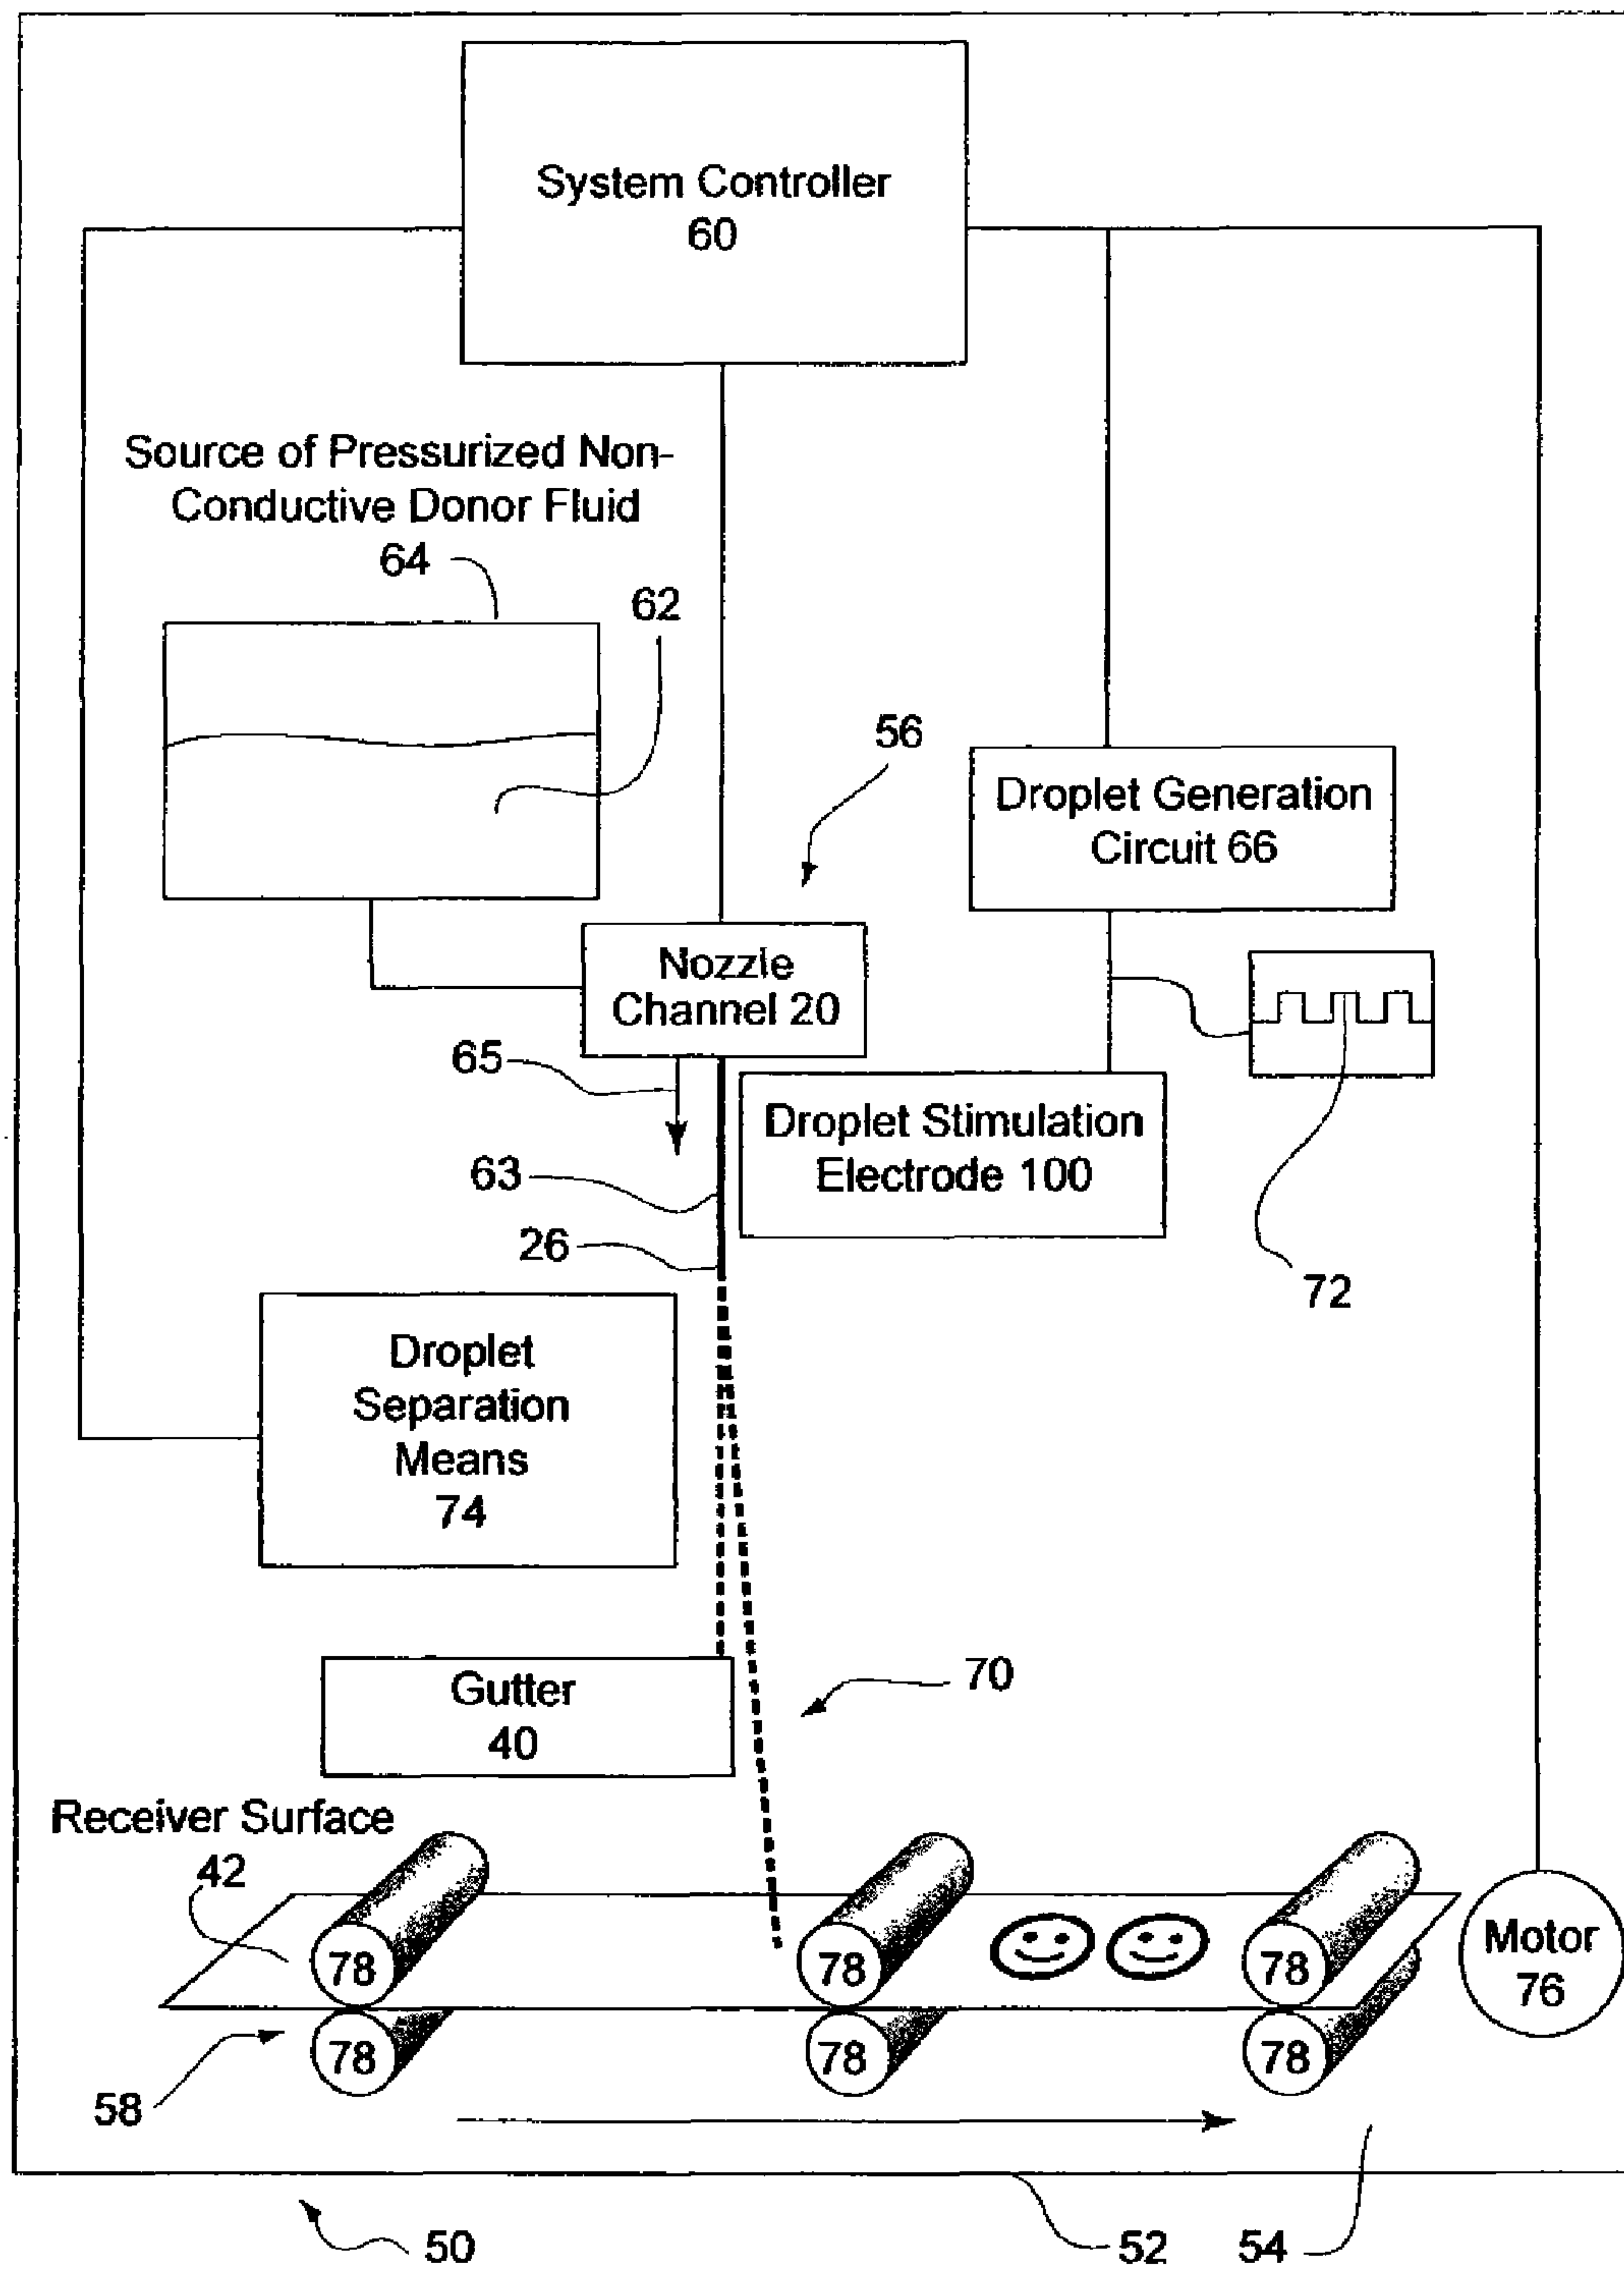 System Controller
60
Source of Pressurized Non-
Conductive Donor Fluid
64
62
56
Droplet Generation
Circuit 66
Nozzle
Channel 20
65
Droplet Stimulation
Electrode 100
63
26
72
Droplet
Separation
Means
74
Gutter
40
70
Receiver Surface
42
78
78
78
Motor
76
78
78
78
58
50
52
54